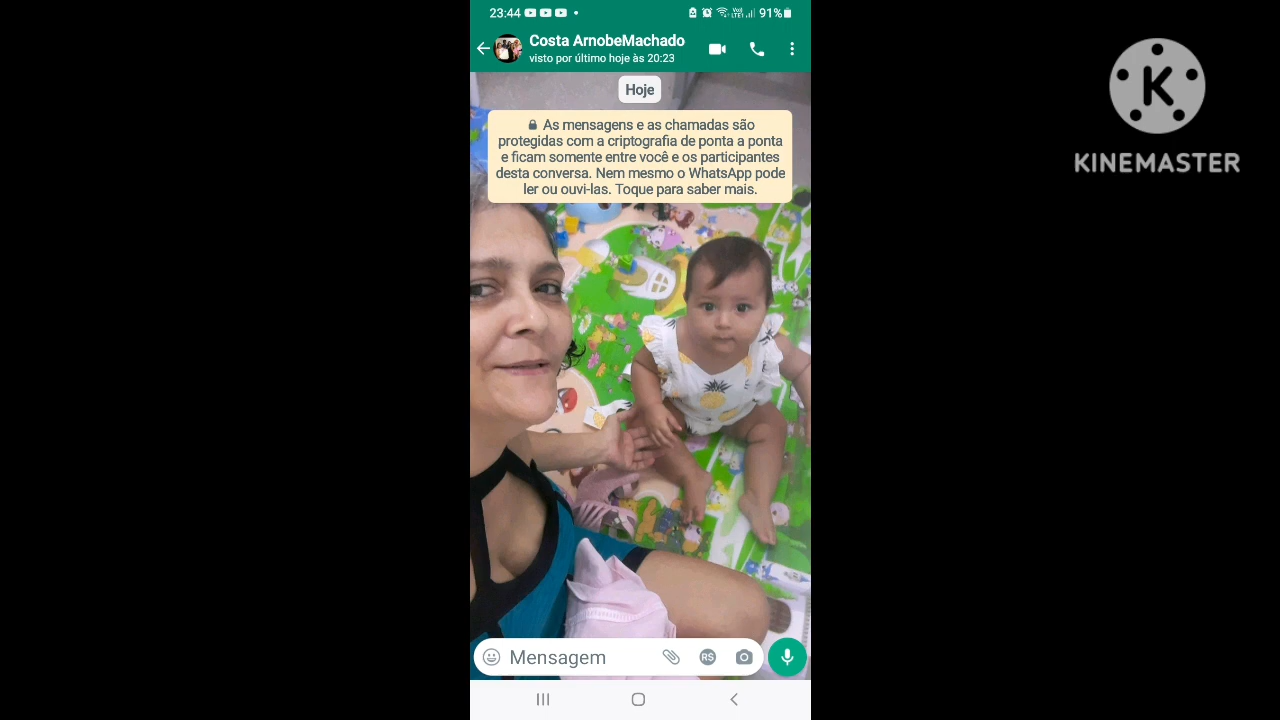 23:44
91%
Costa ArnobeMachado
visto por último hoje às 20:23
Hoje
As mensagens e as chamadas são
protegidas com a criptografia de ponta a ponta
e ficam somente entre você e os participantes
desta conversa. Nem mesmo o WhatsApp pode
ler ou ouvi-las. Toque para saber mais.
Mensagem
R$
K
KINEMASTER